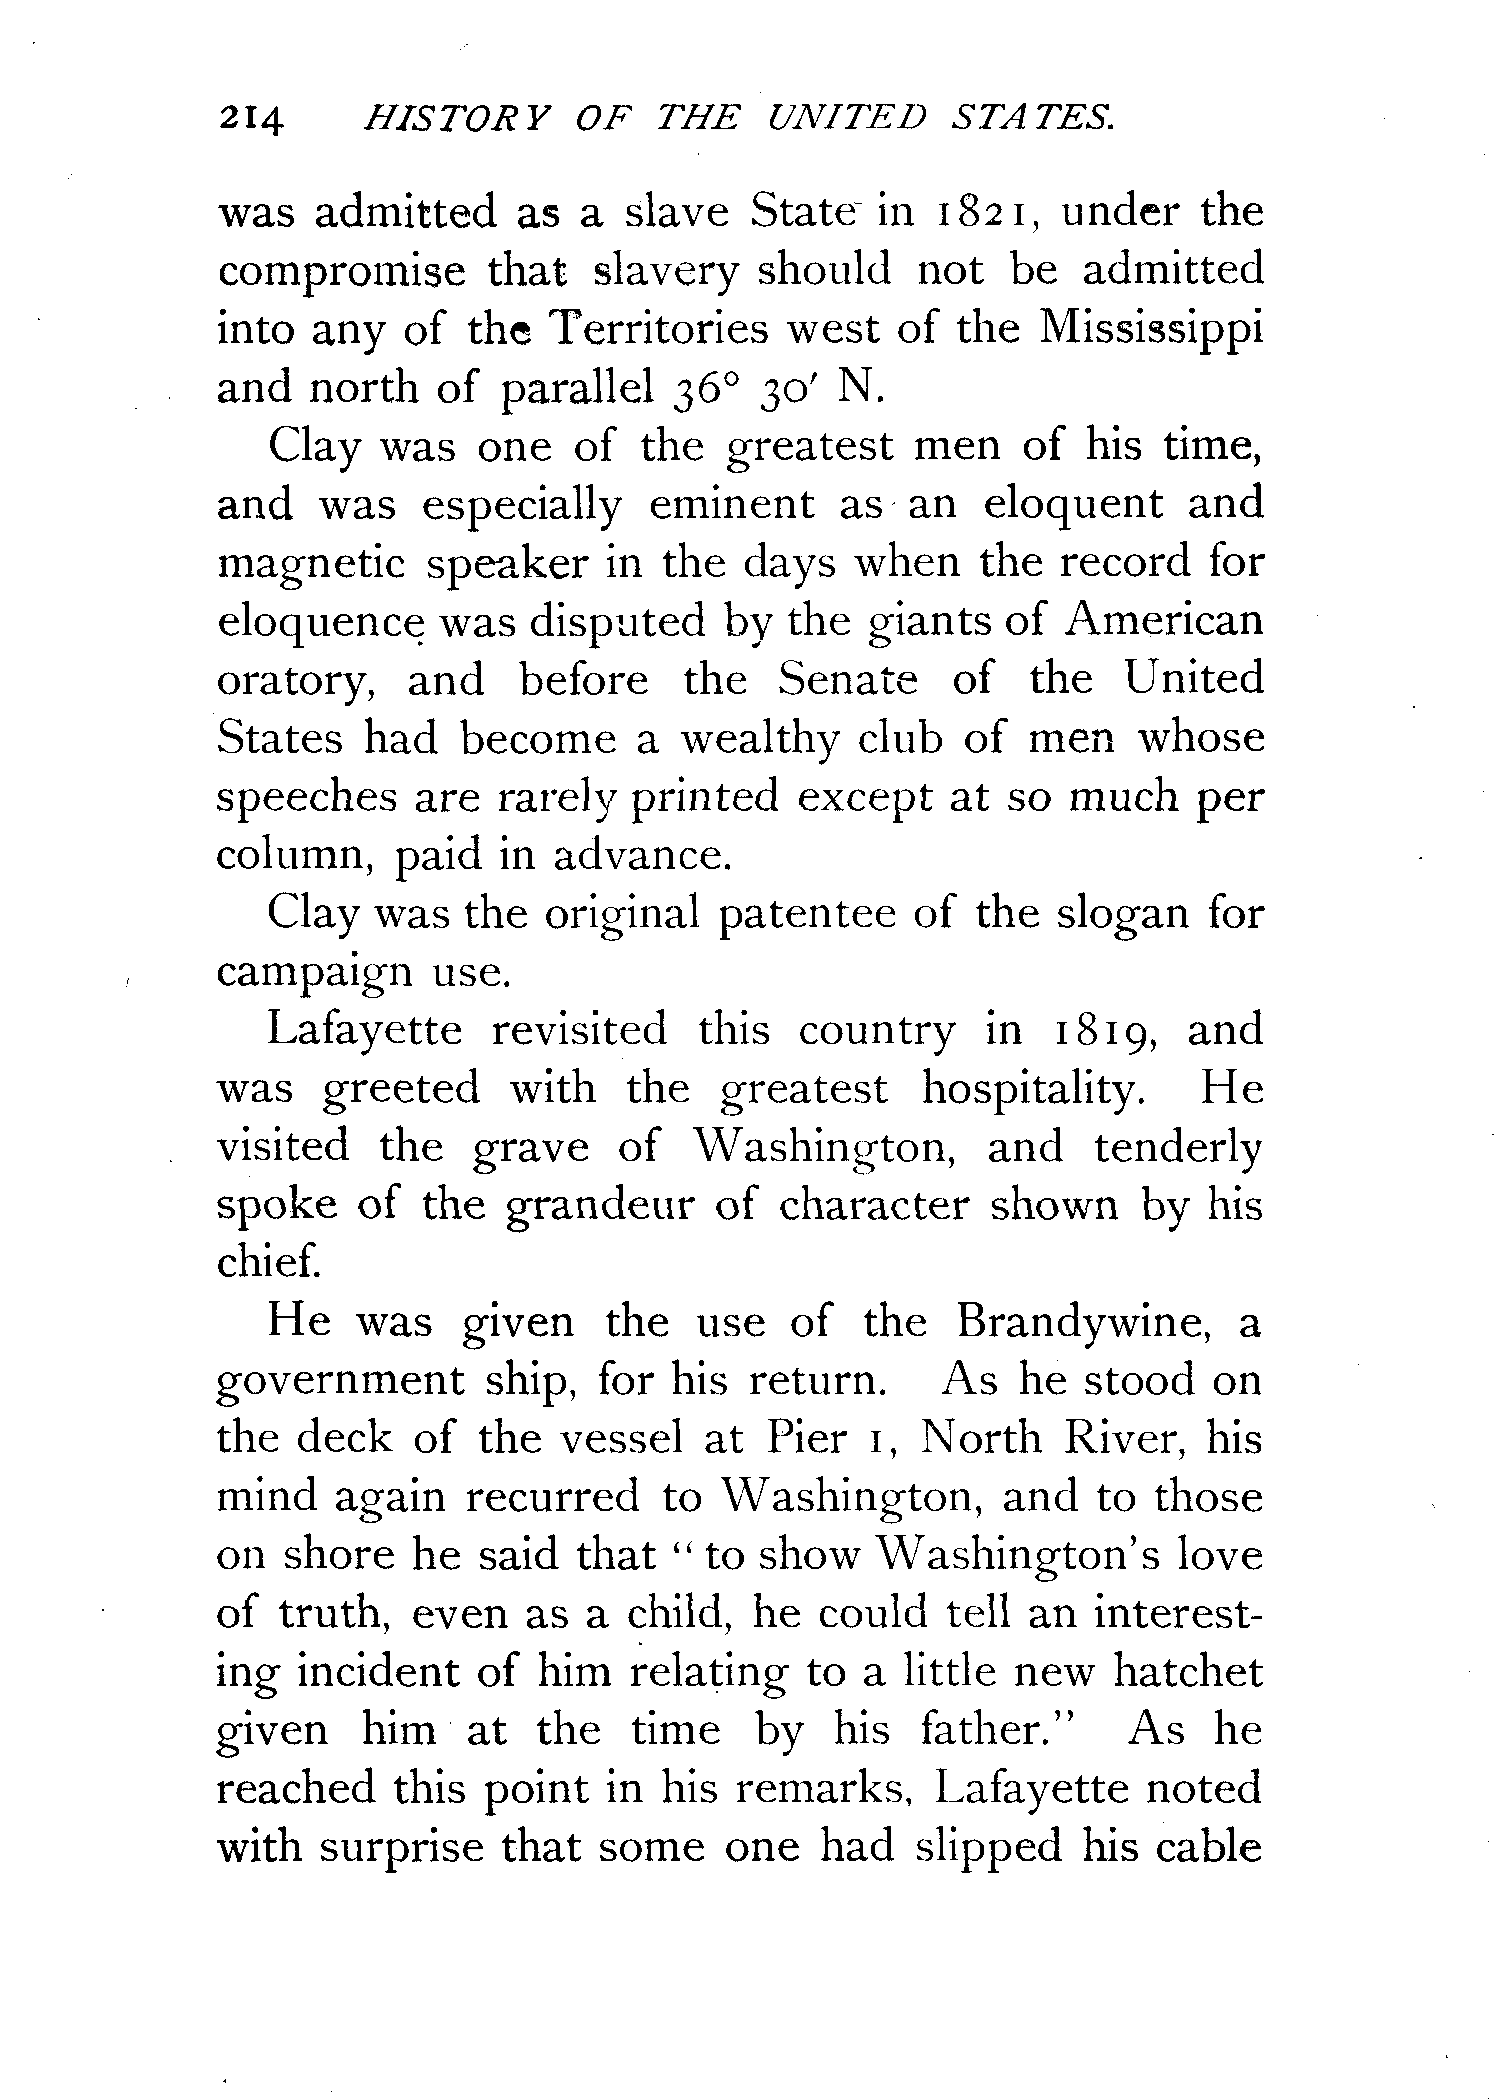 214 HISTORY OF THE UNITED STATES.
was admitted as a slave State in 1821, under the
compromise that slavery should not be admitted
into any of the Territories west of the Mississippi
and north of parallel 36° 30′ N.
Clay was one of the greatest men of his time,
and was especially eminent as an eloquent and
magnetic speaker in the days when the record for
eloquence was disputed by the giants of American
oratory, and before the Senate of the United
States had become a wealthy club of men whose
speeches are rarely printed except at so much per
column, paid in advance.
Clay was the original patentee of the slogan for
campaign use.
Lafayette revisited this country in 1819, and
was greeted with the greatest hospitality. He
visited the grave of Washington, and tenderly
spoke of the grandeur of character shown by his
chief.
He was given the use of the Brandywine, a
government ship, for his return. As he stood on
the deck of the vessel at Pier 1, North River, his
mind again recurred to Washington, and to those
on shore he said that “ to show Washington’s love
of truth, even as a child, he could tell an interest-
ing incident of him relating to a little new hatchet
given him at the time by his father.” As he
reached this point in his remarks, Lafayette noted
with surprise that some one had slipped his cable